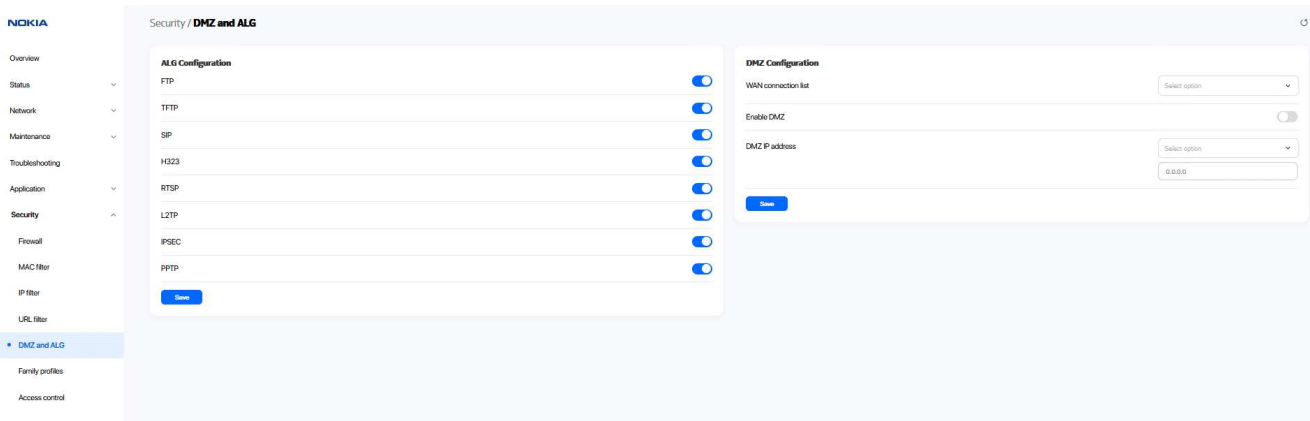 NOKIA
Overview
Status
Network
Maintenance
Troubleshooting
Application
Security
Firewall
MAC filter
IP filter
URL filter
DMZ and ALG
Family profiles
Access control
Security / DMZ and ALG
ALG Configuration
FTP
TFTP
SIP
H323
RTSP
L2TP
IPSEC
PPTP
Save
DMZ Configuration
WAN connection list
Select option
Enable DMZ
DMZ IP address
Select option
0.0.0.0
Save